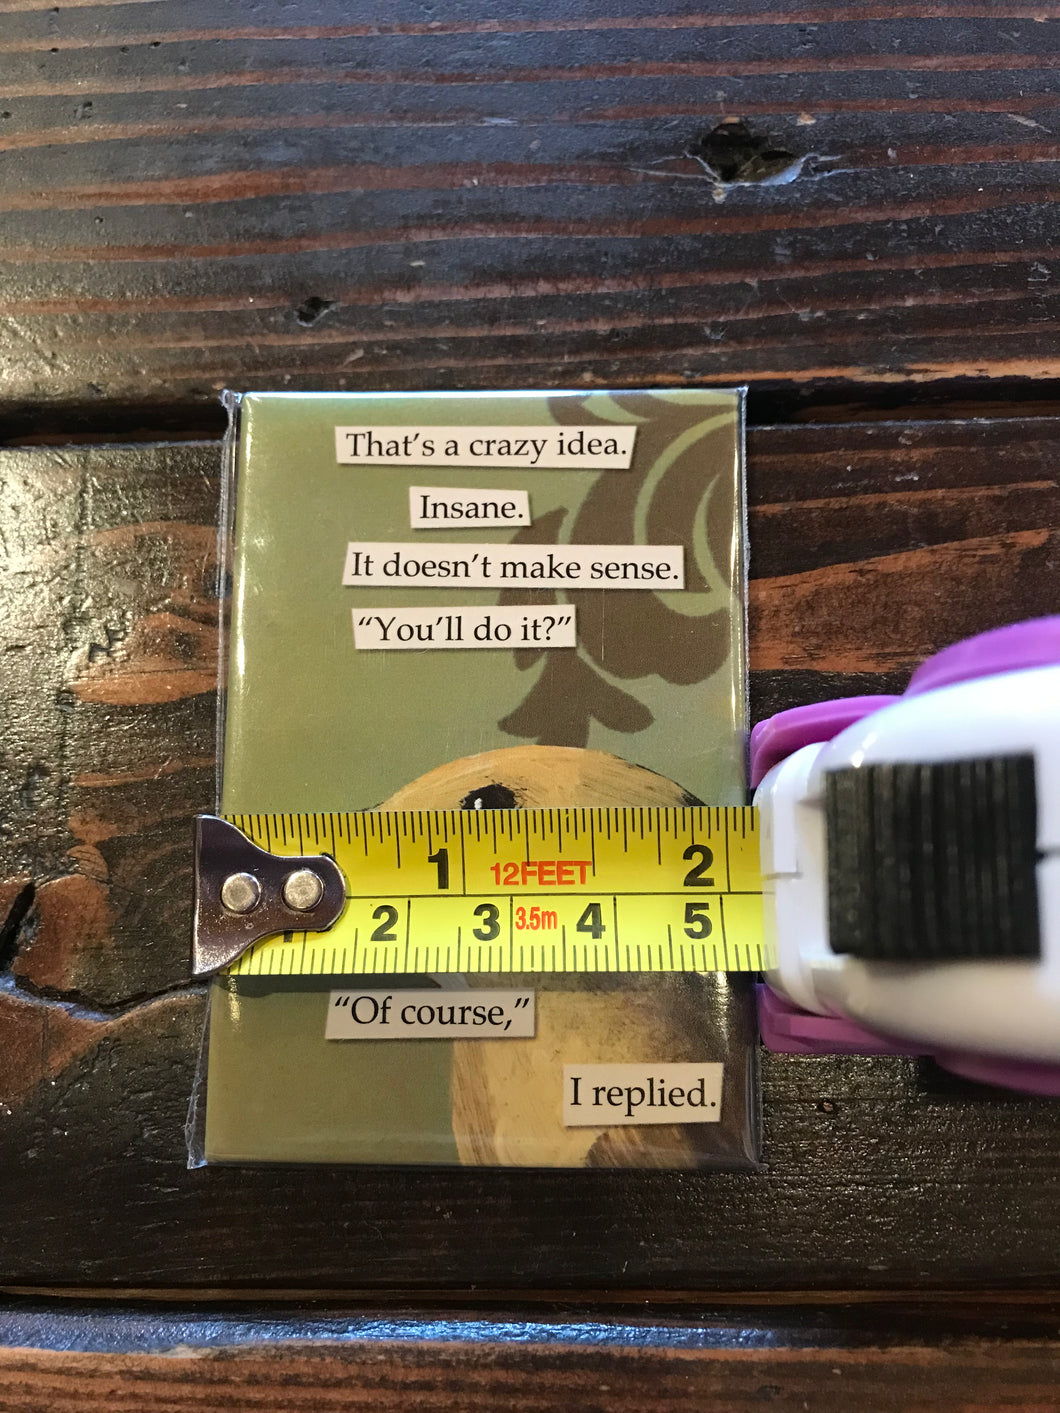 That's a crazy idea.
Insane.
It doesn't make sense.
“You'll do it?”
1 12FEET 2
1 2 3 3.5m 4 5
“Of course,”
I replied.